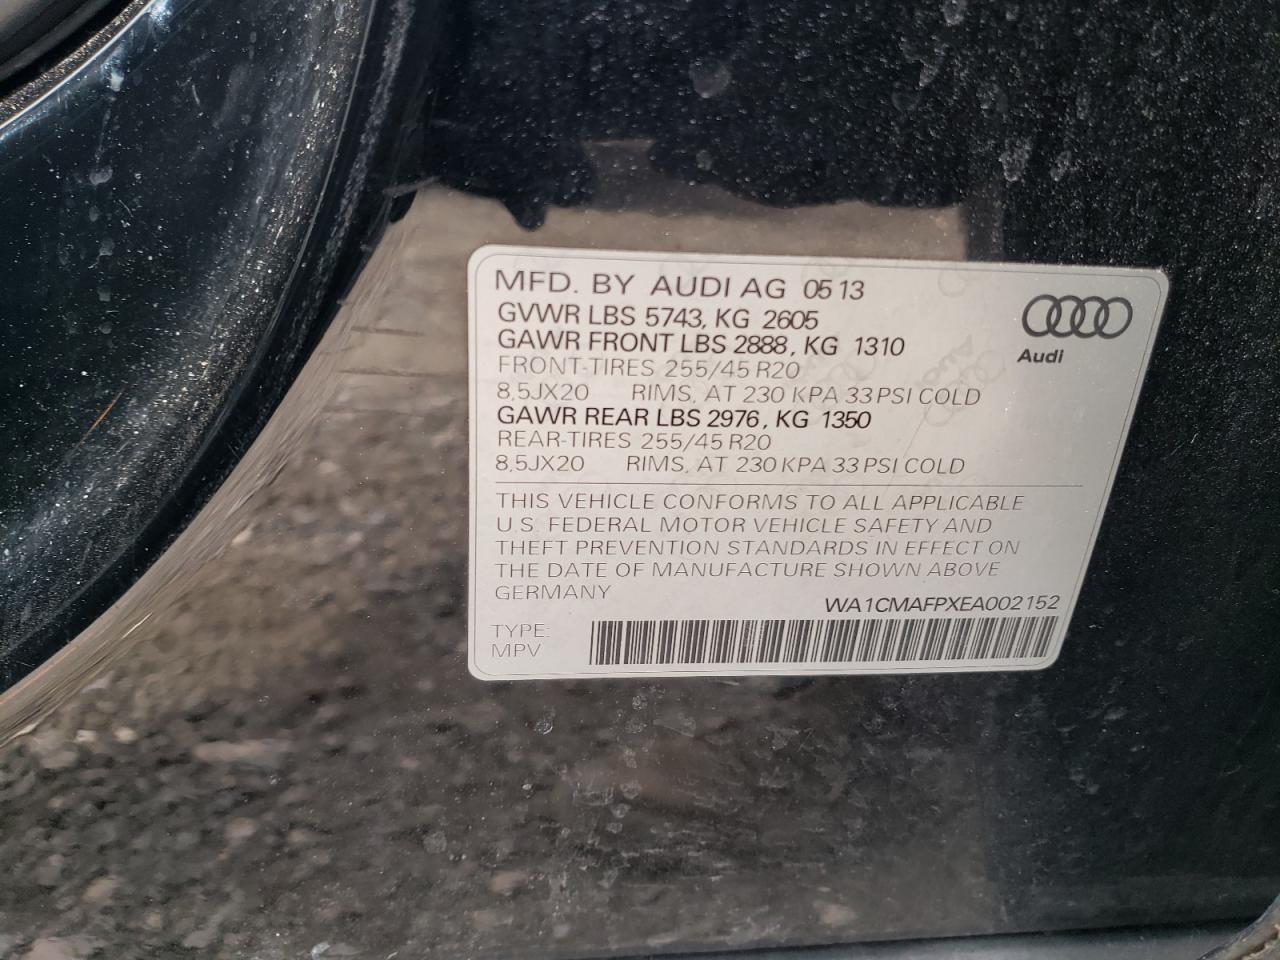 MFD. BY AUDI AG 05 13
GVWR LBS 5743, KG 2605
GAWR FRONT LBS 2888, KG 1310
FRONT-TIRES 255/45 R20
8,5JX20 RIMS, AT 230 KPA 33 PSI COLD
GAWR REAR LBS 2976, KG 1350
REAR-TIRES 255/45 R20
8,5JX20 RIMS, AT 230 KPA 33 PSI COLD
Audi
THIS VEHICLE CONFORMS TO ALL APPLICABLE
U.S. FEDERAL MOTOR VEHICLE SAFETY AND
THEFT PREVENTION STANDARDS IN EFFECT ON
THE DATE OF MANUFACTURE SHOWN ABOVE
GERMANY
WA1CMAFPXEA002152
TYPE:
MPV